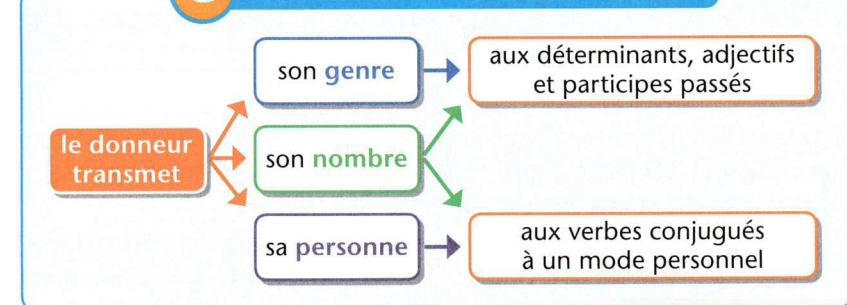 le donneur
transmet
son genre
aux déterminants, adjectifs
et participes passés
son nombre
sa personne
aux verbes conjugués
à un mode personnel